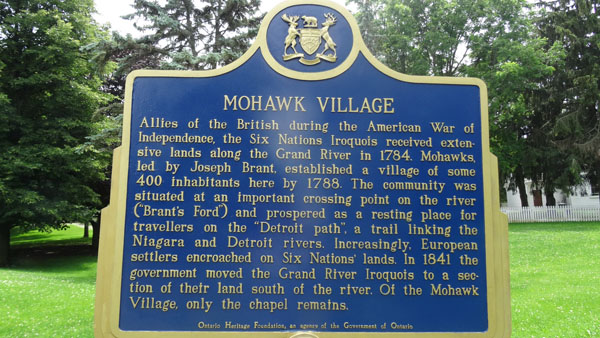 MOHAWK VILLAGE
Allies of the British during the American War of
Independence, the Six Nations Iroquois received exten-
sive lands along the Grand River in 1784. Mohawks,
led by Joseph Brant, established a village of some
400 inhabitants here by 1788. The community was
situated at an important crossing point on the river
("Brant's Ford") and prospered as a resting place for
travellers on the "Detroit path", a trail linking the
Niagara and Detroit rivers. Increasingly, European
settlers encroached on Six Nations' lands. In 1841 the
government moved the Grand River Iroquois to a sec-
tion of their land south of the river. Of the Mohawk
Village, only the chapel remains.
Ontario Heritage Foundation, an agency of the Government of Ontario